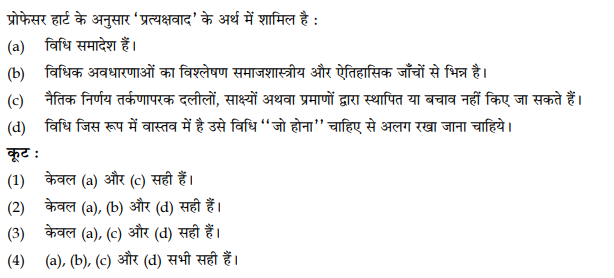 प्रोफेसर हार्ट के अनुसार ‘प्रत्यक्षवाद’ के अर्थ में शामिल है :
(a) विधि समादेश हैं।
(b) विधिक अवधारणाओं का विश्लेषण समाजशास्त्रीय और ऐतिहासिक जाँचों से भिन्न है।
(c) नैतिक निर्णय तर्कणापरक दलीलों, साक्ष्यों अथवा प्रमाणों द्वारा स्थापित या बचाव नहीं किए जा सकते हैं।
(d) विधि जिस रूप में वास्तव में है उसे विधि ‘‘जो होना’’ चाहिए से अलग रखा जाना चाहिये।
कूट :
(1) केवल (a) और (c) सही हैं।
(2) केवल (a), (b) और (d) सही हैं।
(3) केवल (a), (c) और (d) सही हैं।
(4) (a), (b), (c) और (d) सभी सही हैं।